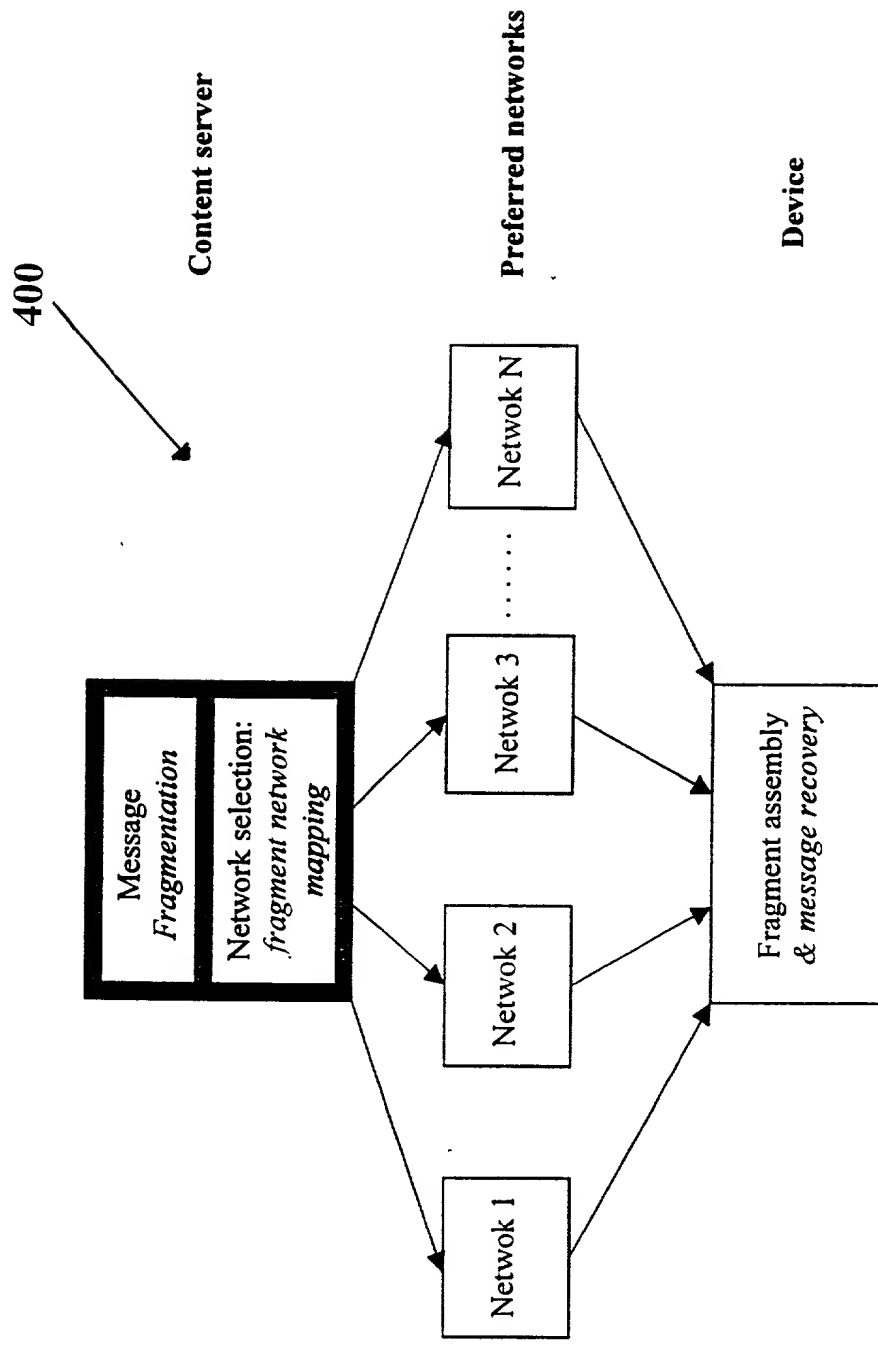 400
Content server
Message
Fragmentation
Network selection:
fragment network
mapping
Preferred networks
Netwok 1
Netwok 2
Netwok 3
.......
Netwok N
Device
Fragment assembly
& message recovery